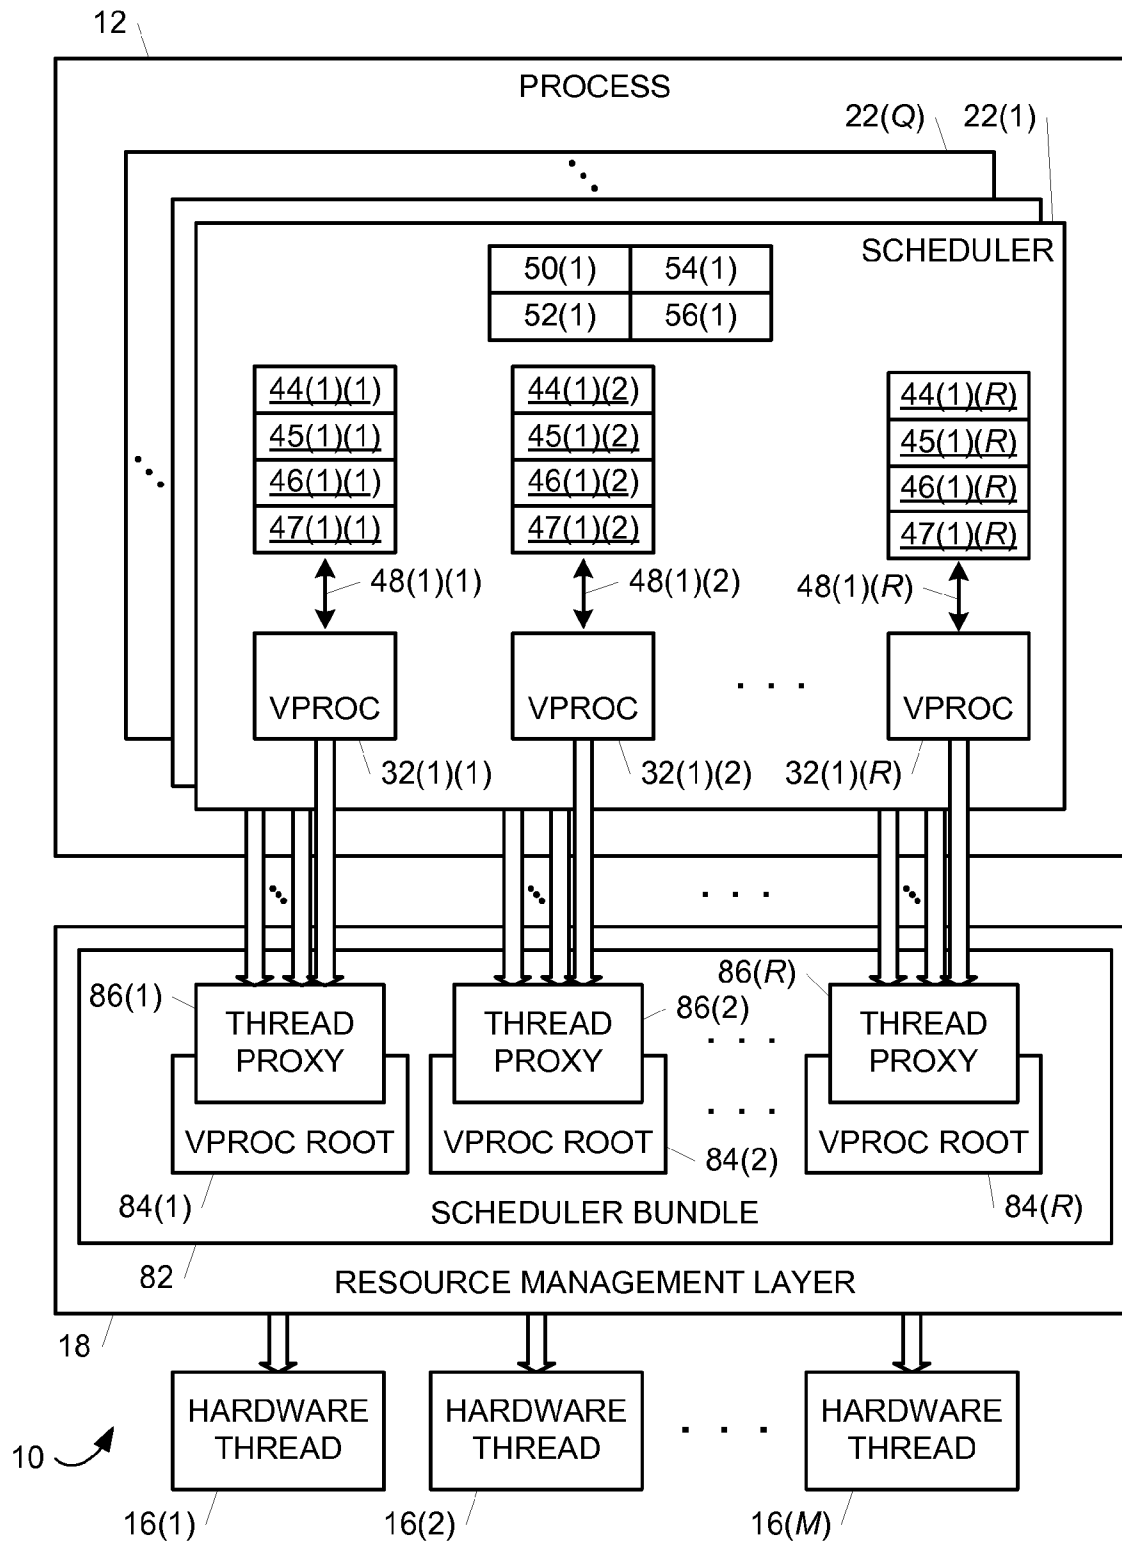 12
PROCESS
22(Q) 22(1)
SCHEDULER
50(1) 54(1)
52(1) 56(1)
44(1)(1) 44(1)(2) 44(1)(R)
45(1)(1) 45(1)(2) 45(1)(R)
46(1)(1) 46(1)(2) 46(1)(R)
47(1)(1) 47(1)(2) 47(1)(R)
48(1)(1) 48(1)(2) 48(1)(R)
VPROC VPROC . . . VPROC
32(1)(1) 32(1)(2) 32(1)(R)
. . .
86(1) 86(2) 86(R)
THREAD PROXY THREAD PROXY . . . THREAD PROXY
VPROC ROOT VPROC ROOT . . . VPROC ROOT
84(1) 84(2) 84(R)
SCHEDULER BUNDLE
82
RESOURCE MANAGEMENT LAYER
18
HARDWARE THREAD HARDWARE THREAD . . . HARDWARE THREAD
10
16(1) 16(2) 16(M)